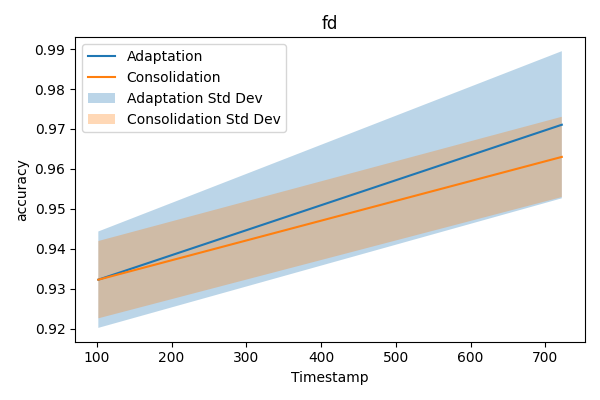 fd
Adaptation
Consolidation
Adaptation Std Dev
Consolidation Std Dev
accuracy
0.99
0.98
0.97
0.96
0.95
0.94
0.93
0.92
100 200 300 400 500 600 700
Timestamp